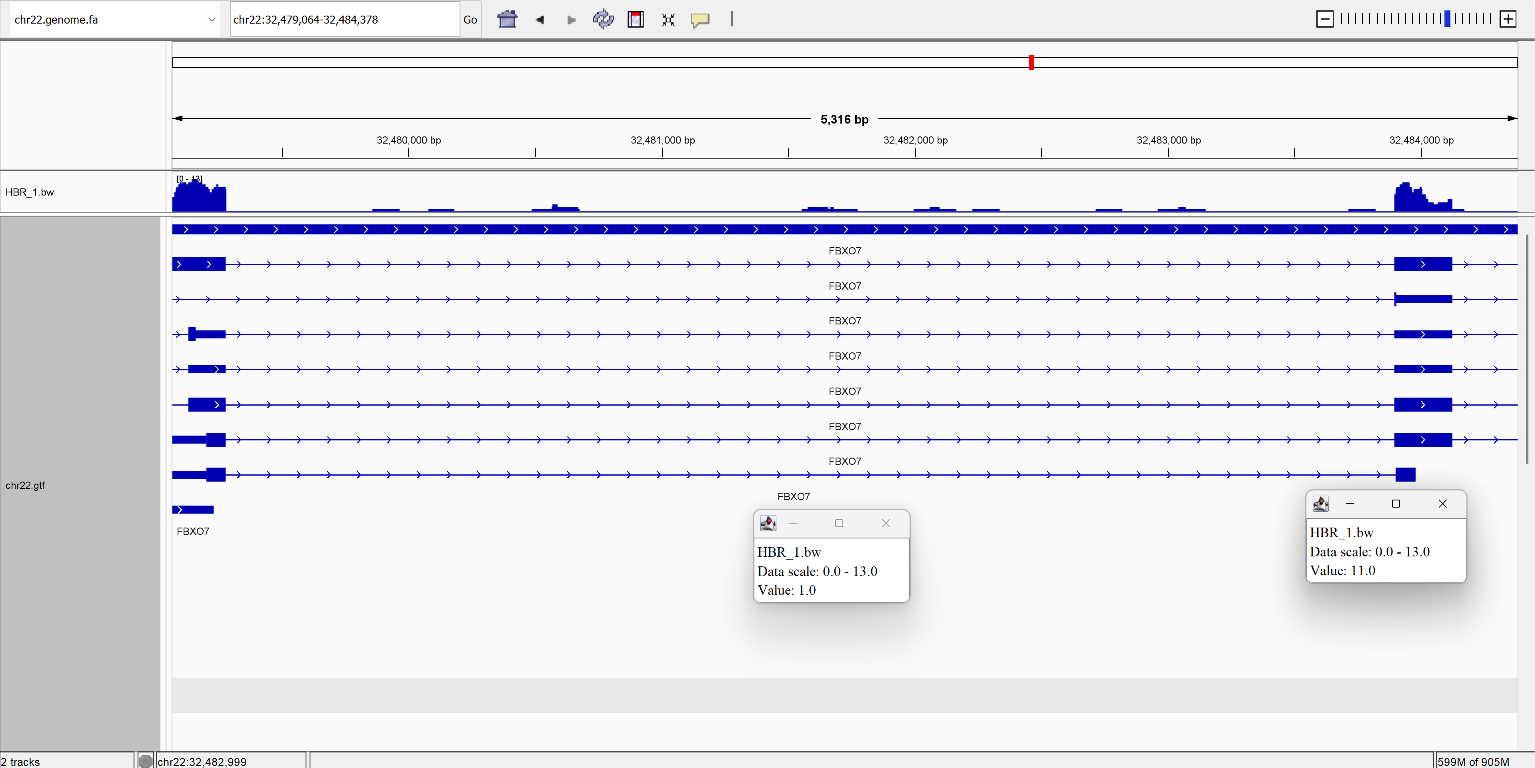 chr22.genome.fa
chr22:32,479,064-32,484,378
Go
5,316 bp
32,480,000 bp
32,481,000 bp
32,482,000 bp
32,483,000 bp
32,484,000 bp
[0 - 13]
HBR_1.bw
FBXO7
FBXO7
FBXO7
FBXO7
FBXO7
FBXO7
FBXO7
chr22.gtf
FBXO7
FBXO7
HBR_1.bw
Data scale: 0.0 - 13.0
Value: 1.0
HBR_1.bw
Data scale: 0.0 - 13.0
Value: 11.0
2 tracks
chr22:32,482,999
599M of 905M